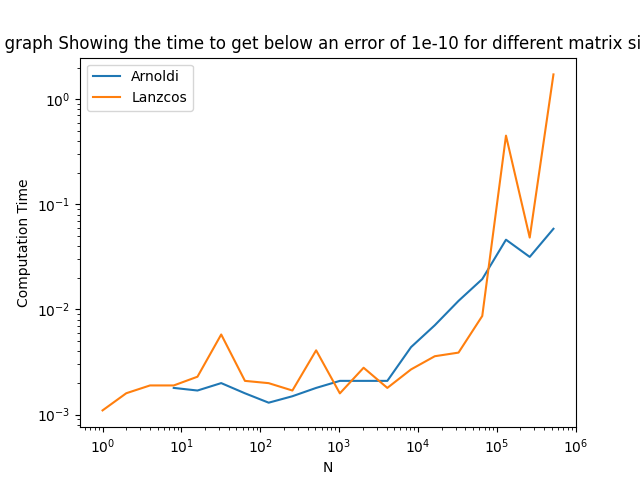 graph Showing the time to get below an error of 1e-10 for different matrix si
Arnoldi
Lanzcos
10⁰
10⁻¹
10⁻²
10⁻³
Computation Time
10⁰ 10¹ 10² 10³ 10⁴ 10⁵ 10⁶
N